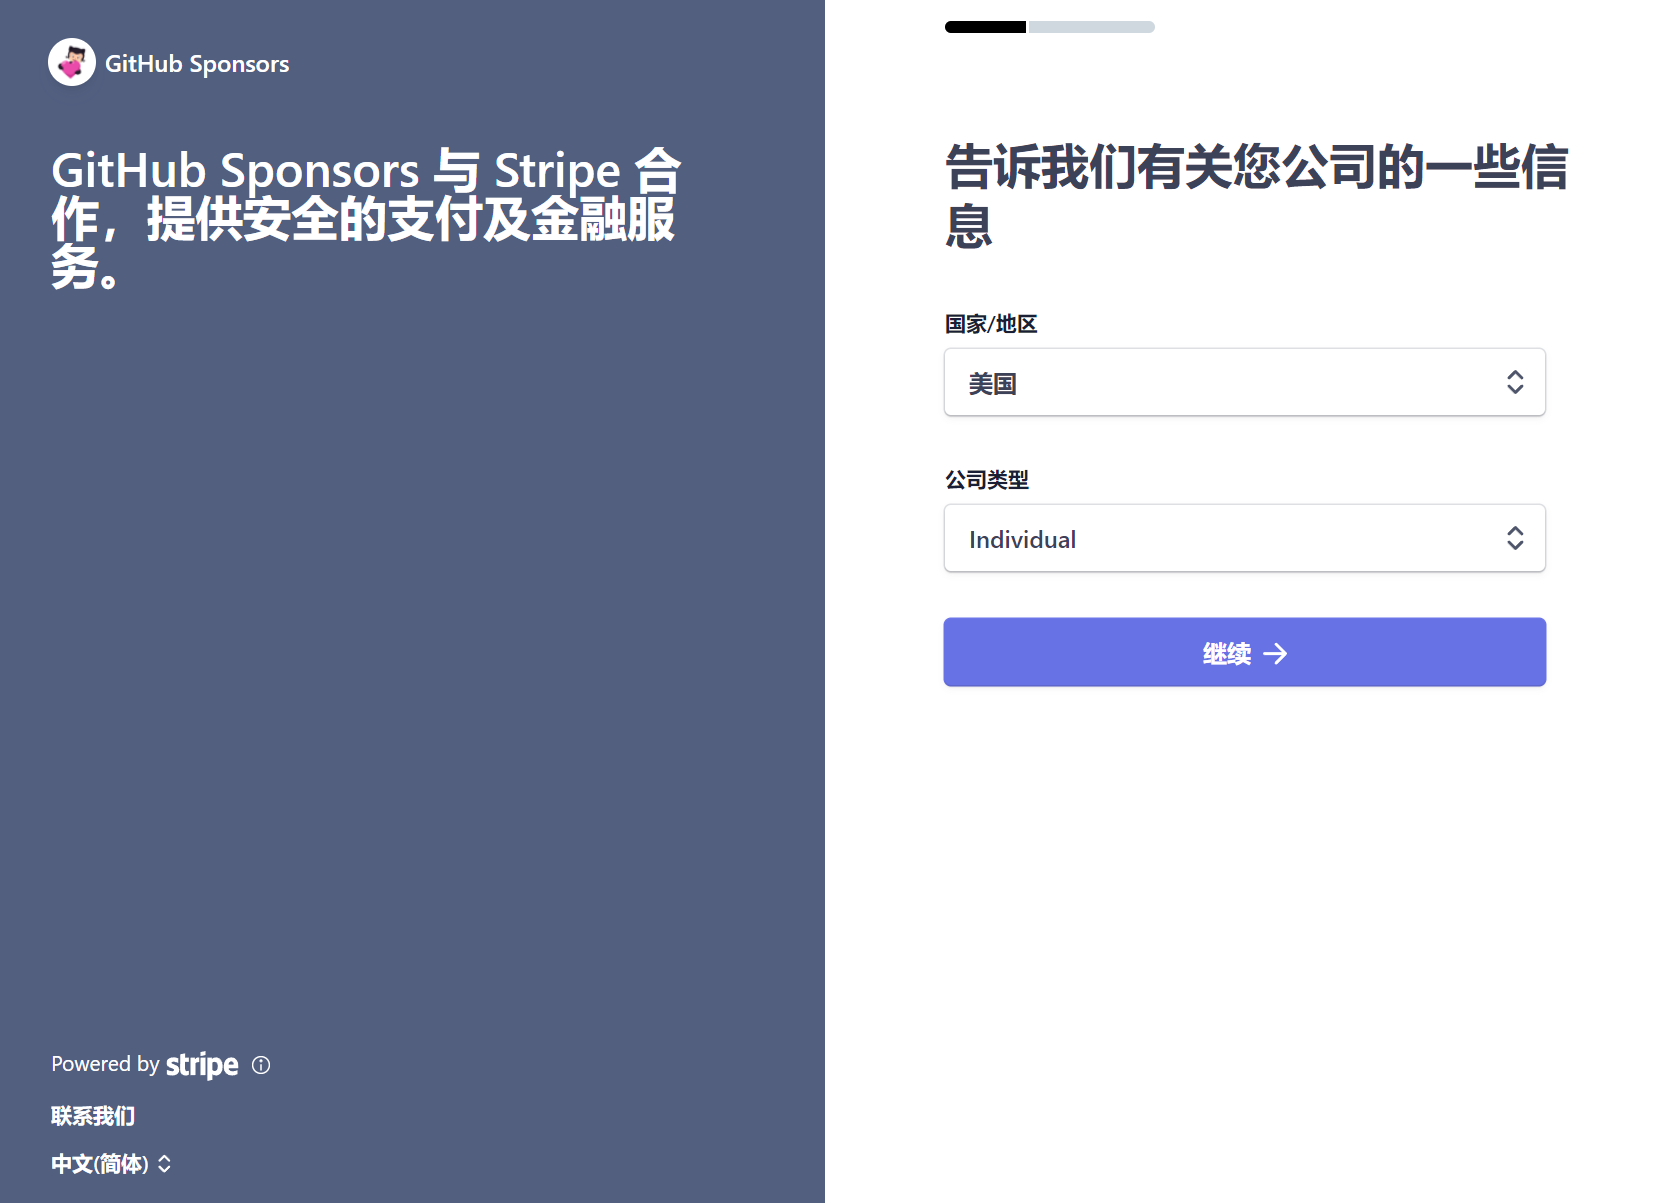 GitHub Sponsors
GitHub Sponsors 与 Stripe 合
作，提供安全的支付及金融服
务。
Powered by stripe
联系我们
中文(简体)
告诉我们有关您公司的一些信
息
国家/地区
美国
公司类型
Individual
继续